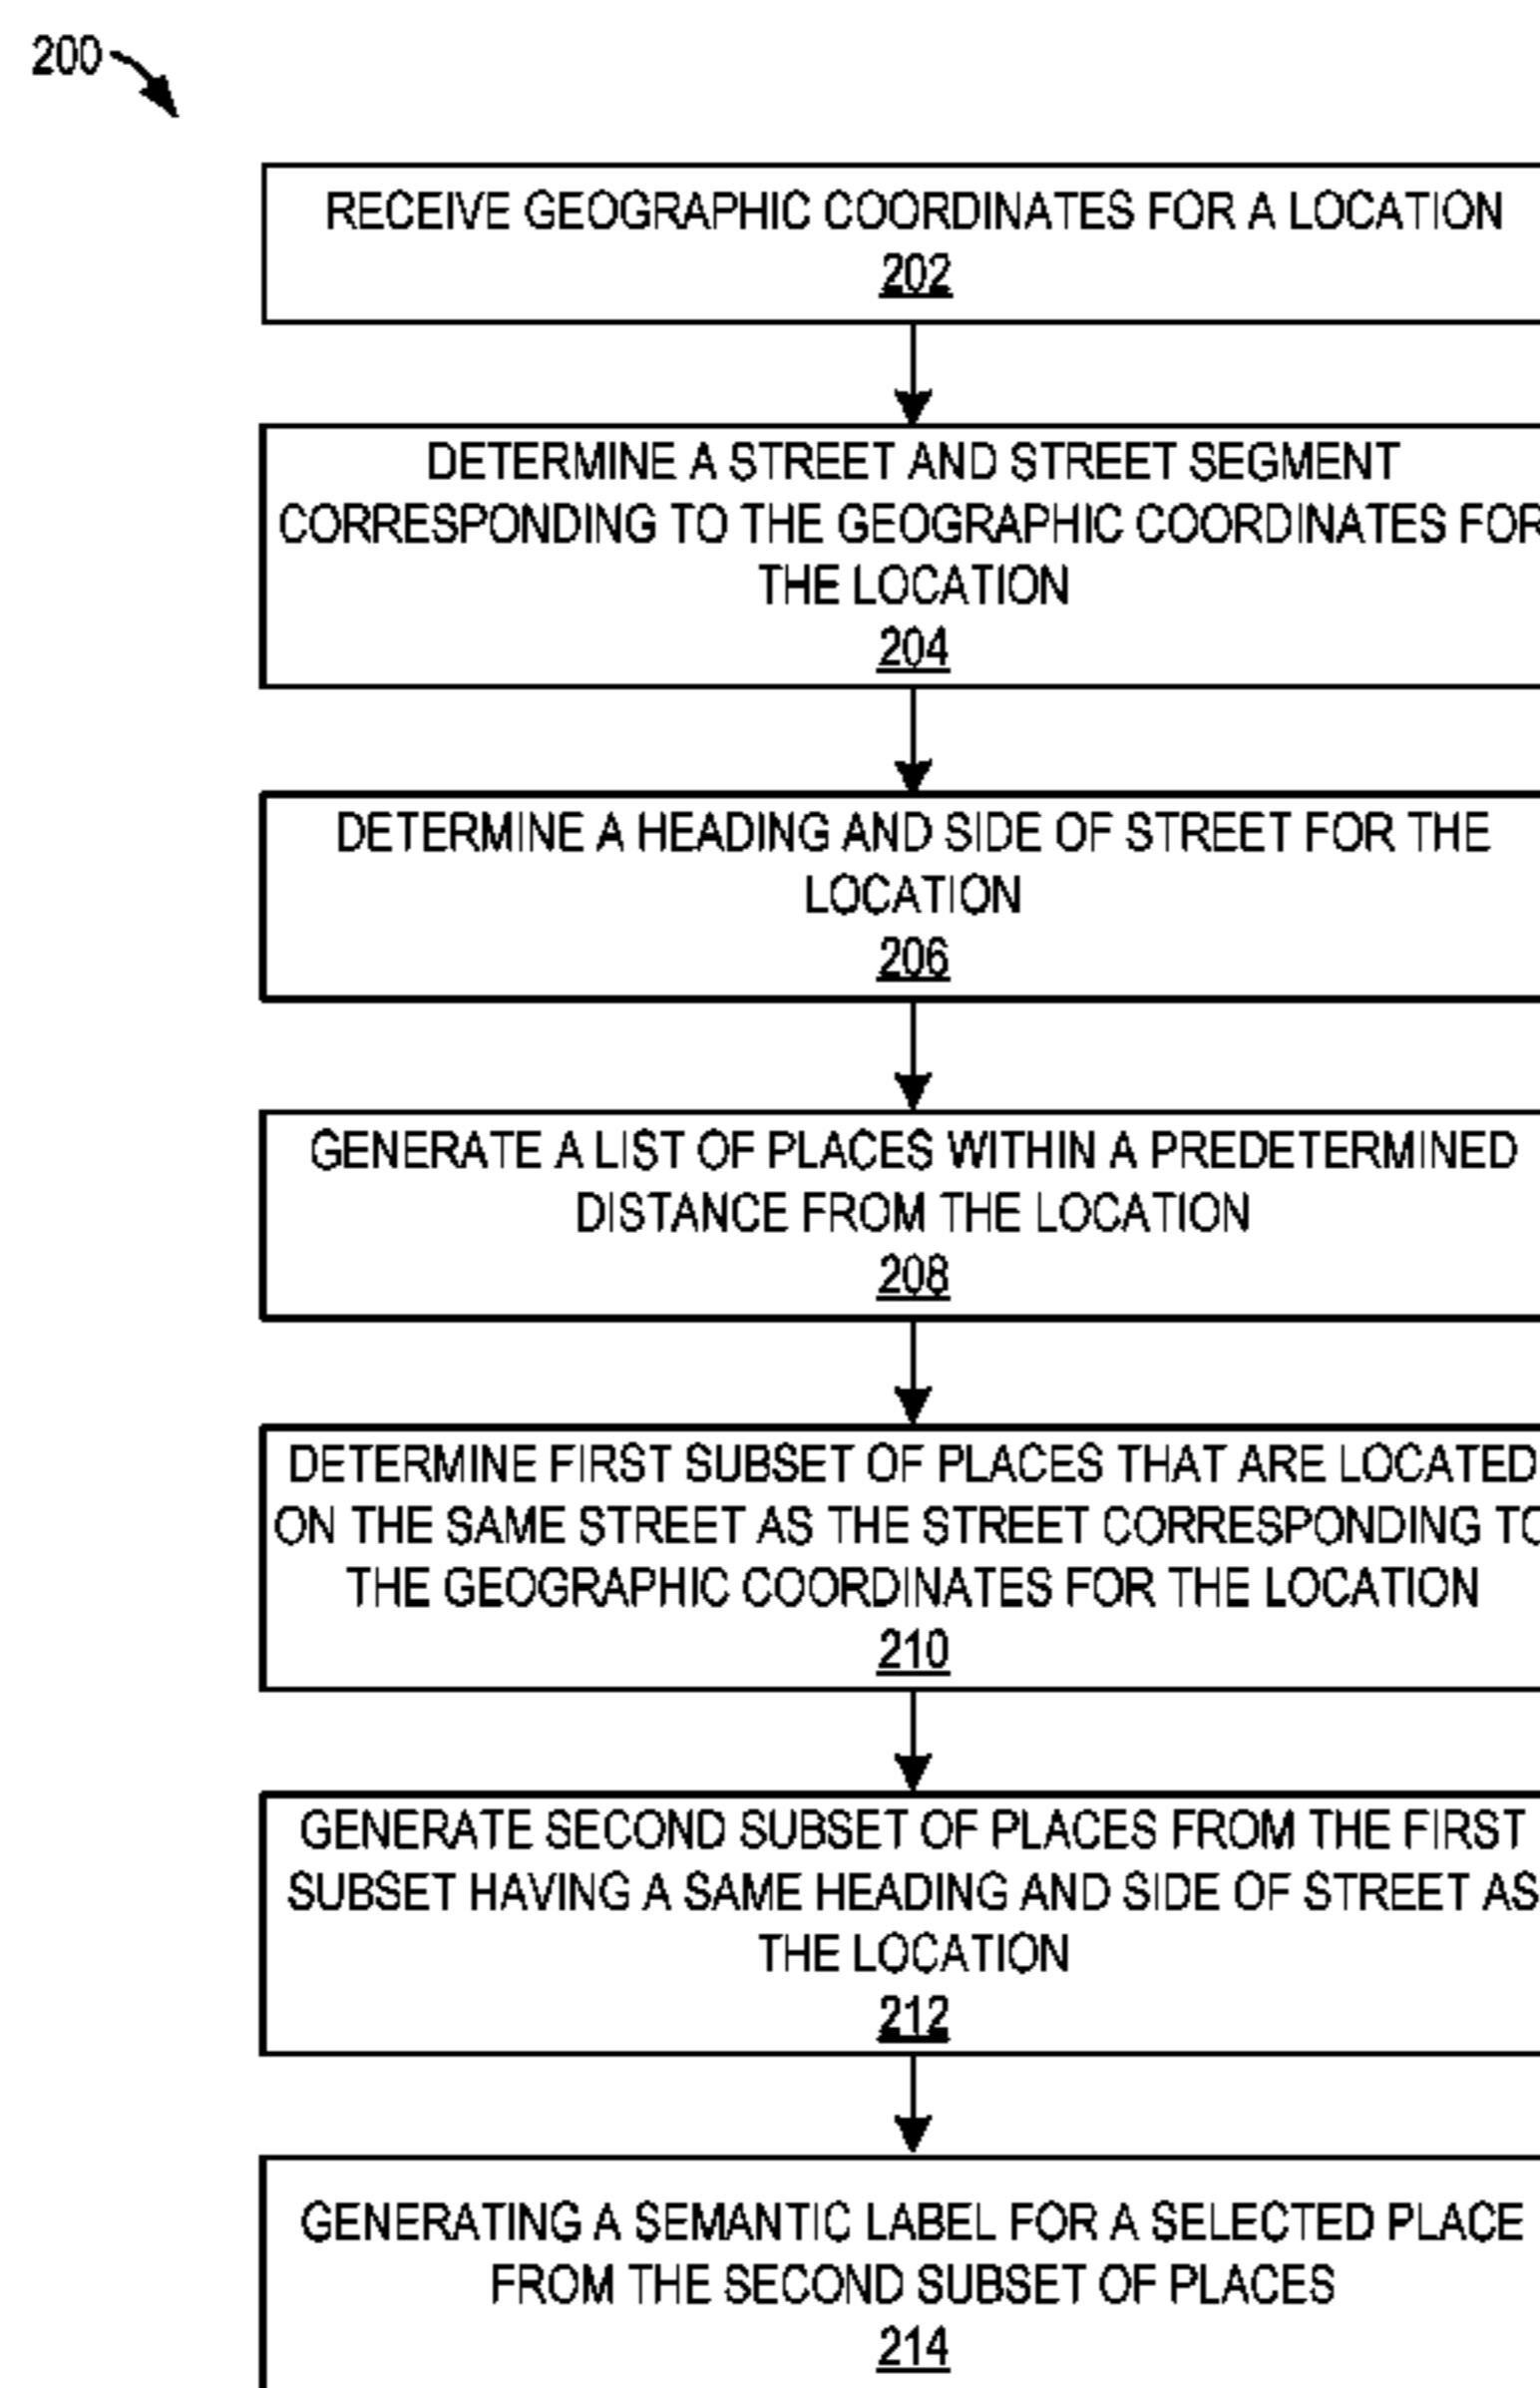 200
RECEIVE GEOGRAPHIC COORDINATES FOR A LOCATION
202
DETERMINE A STREET AND STREET SEGMENT
CORRESPONDING TO THE GEOGRAPHIC COORDINATES FOR
THE LOCATION
204
DETERMINE A HEADING AND SIDE OF STREET FOR THE
LOCATION
206
GENERATE A LIST OF PLACES WITHIN A PREDETERMINED
DISTANCE FROM THE LOCATION
208
DETERMINE FIRST SUBSET OF PLACES THAT ARE LOCATED
ON THE SAME STREET AS THE STREET CORRESPONDING TO
THE GEOGRAPHIC COORDINATES FOR THE LOCATION
210
GENERATE SECOND SUBSET OF PLACES FROM THE FIRST
SUBSET HAVING A SAME HEADING AND SIDE OF STREET AS
THE LOCATION
212
GENERATING A SEMANTIC LABEL FOR A SELECTED PLACE
FROM THE SECOND SUBSET OF PLACES
214